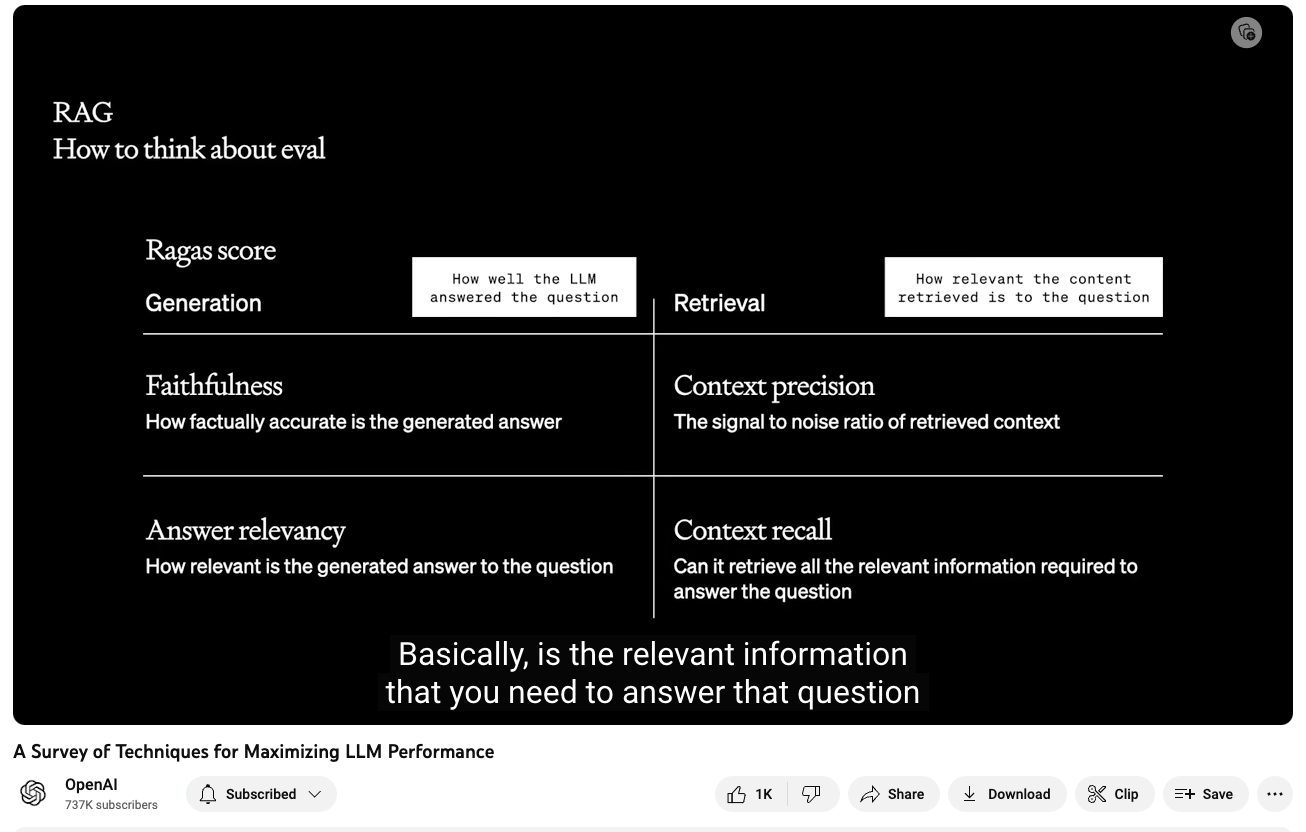 RAG
How to think about eval
Ragas score
Generation
How well the LLM
answered the question
Retrieval
How relevant the content
retrieved is to the question
Faithfulness
How factually accurate is the generated answer
Context precision
The signal to noise ratio of retrieved context
Answer relevancy
How relevant is the generated answer to the question
Context recall
Can it retrieve all the relevant information required to
answer the question
Basically, is the relevant information
that you need to answer that question
A Survey of Techniques for Maximizing LLM Performance
OpenAI
737K subscribers
Subscribed
1K
Share
Download
Clip
Save